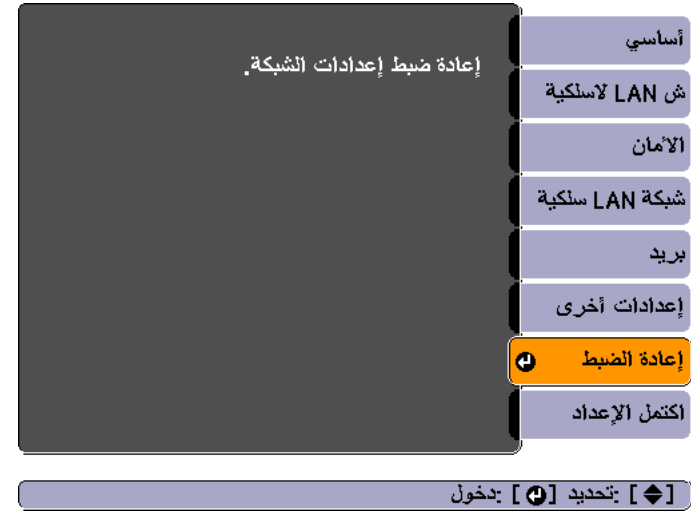 أساسي
ش LAN لاسلكية
الأمان
شبكة LAN سلكية
بريد
إعدادات أخرى
إعادة الضبط
اكتمل الإعداد
إعادة ضبط إعدادات الشبكة.
[ ] :تحديد [ ] :دخول